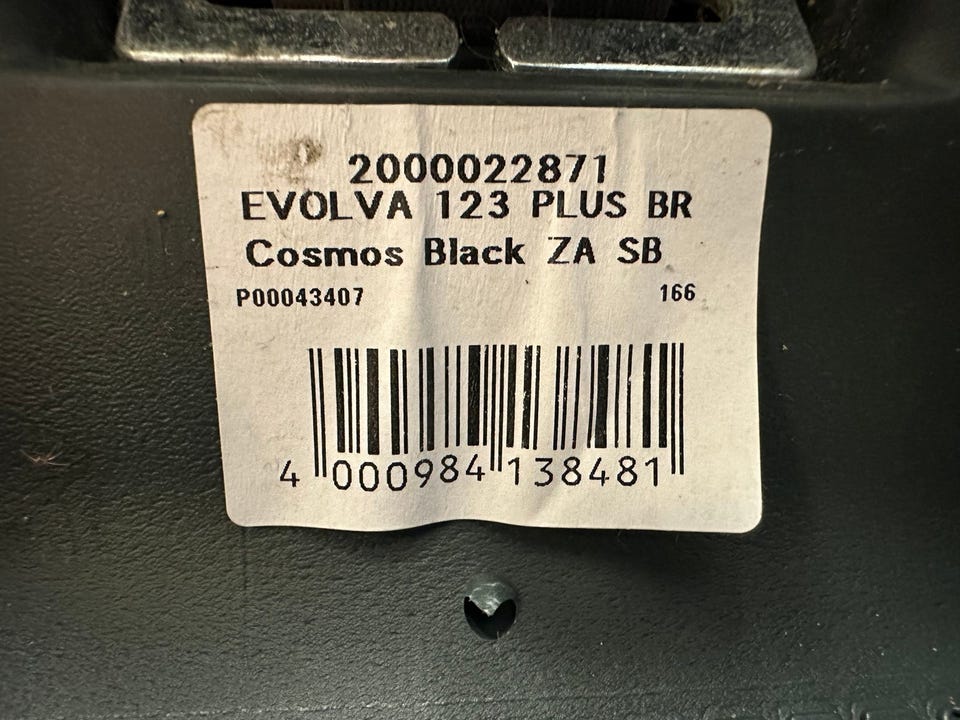 2000022871
EVOLVA 123 PLUS BR
Cosmos Black ZA SB
P00043407 166
4 000984 138481